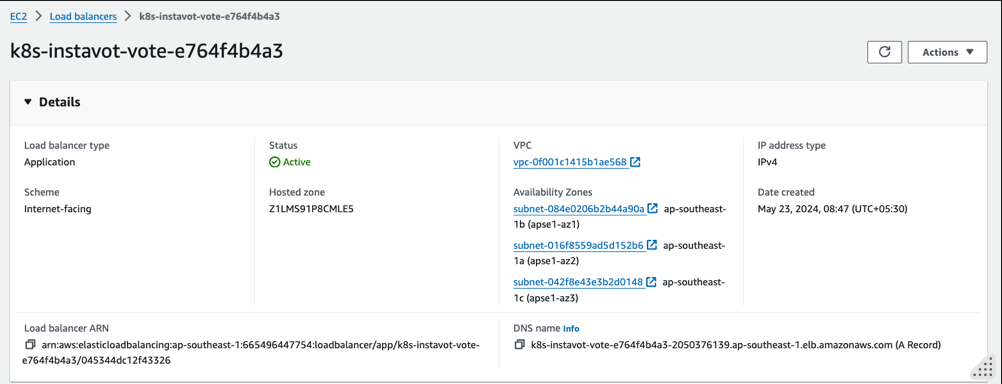 EC2 > Load balancers > k8s-instavot-vote-e764f4b4a3
k8s-instavot-vote-e764f4b4a3
Actions
Details
Load balancer type
Application
Status
Active
VPC
vpc-0f001c1415b1ae568
IP address type
IPv4
Scheme
Internet-facing
Hosted zone
Z1LMS91P8CMLE5
Availability Zones
subnet-084e0206b2b44a90a ap-southeast-
1b (apse1-az1)
subnet-016f8559ad5d152b6 ap-southeast-
1a (apse1-az2)
subnet-042f8e43e3b2d0148 ap-southeast-
1c (apse1-az3)
Date created
May 23, 2024, 08:47 (UTC+05:30)
Load balancer ARN
arn:aws:elasticloadbalancing:ap-southeast-1:665496447754:loadbalancer/app/k8s-instavot-vote-
e764f4b4a3/045344dc12f43326
DNS name Info
k8s-instavot-vote-e764f4b4a3-2050376139.ap-southeast-1.elb.amazonaws.com (A Record)